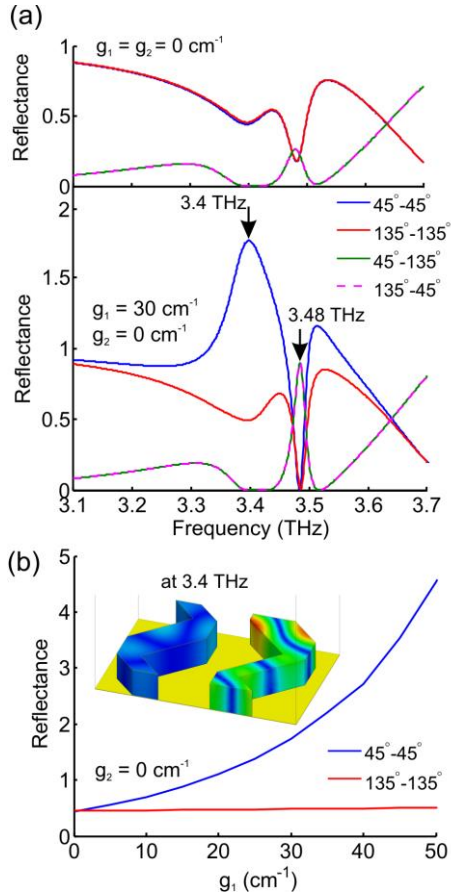 (a)
1
g₁ = g₂ = 0 cm⁻¹
Reflectance
0.5
0
2
3.4 THz
45°-45°
135°-135°
45°-135°
135°-45°
1.5
g₁ = 30 cm⁻¹
g₂ = 0 cm⁻¹
3.48 THz
Reflectance
1
0.5
0
3.1 3.2 3.3 3.4 3.5 3.6 3.7
Frequency (THz)
(b)
5
at 3.4 THz
4
3
Reflectance
2
g₂ = 0 cm⁻¹
45°-45°
135°-135°
1
0
0 10 20 30 40 50
g₁ (cm⁻¹)